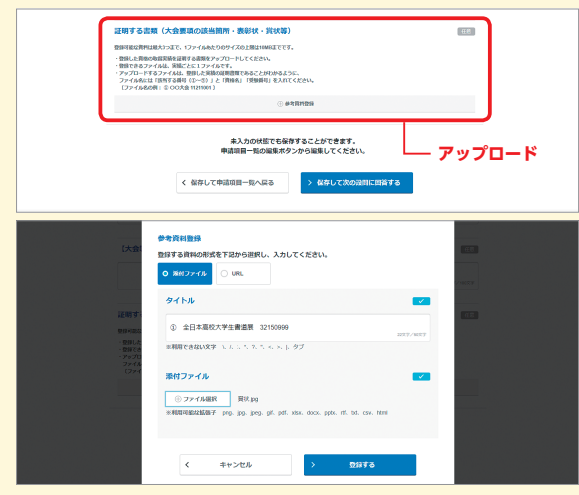 証明する書類（大会要項の該当箇所・表彰状・賞状等）
任意
登録可能な資料は最大3つまで、1ファイルあたりのサイズの上限は10MBまでです。
・登録した資格の取得実績を証明する書類をアップロードしてください。
・登録できるファイルは、実績ごとに1ファイルです。
・アップロードするファイルは、登録した実績の証明書類であることがわかるように、
ファイル名には「該当する番号（①～⑤）」と「資格名」「受験番号」を入れてください。
［ファイル名の例：① ○○大会 11211001］
参考資料登録
未入力の状態でも保存することができます。
申請項目一覧の編集ボタンから編集してください。
アップロード
保存して申請項目一覧へ戻る
保存して次の設問に回答する
参考資料登録
登録する資料の形式を下記から選択し、入力してください。
添付ファイル
URL
タイトル
① 全日本高校大学生書道展 32150999
※利用できない文字 \、/、:、*、?、"、<、>、|、タブ
添付ファイル
ファイル選択 賞状.jpg
※利用可能な拡張子 png、jpg、jpeg、gif、pdf、xlsx、docx、pptx、rtf、txt、csv、html
キャンセル
登録する